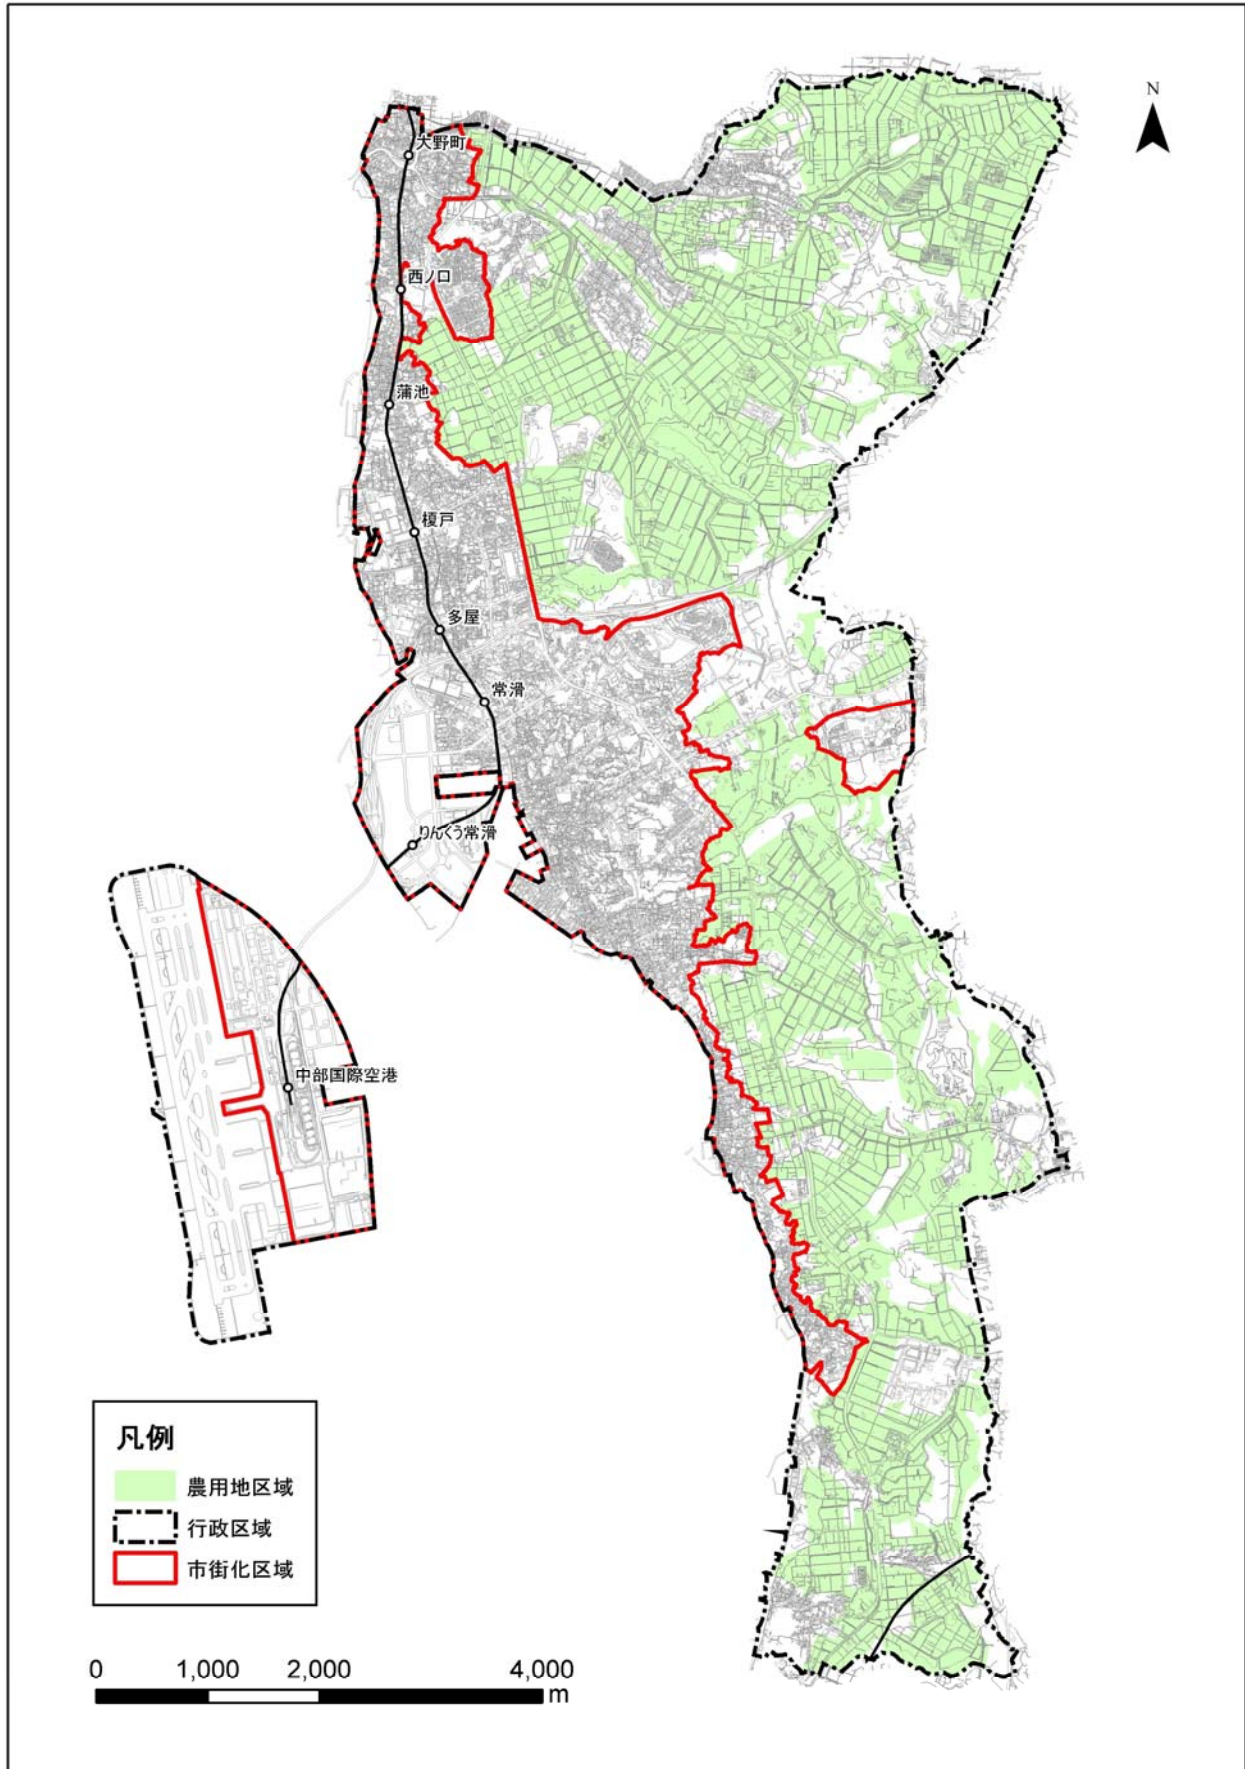 N
大野町
西ノ口
蒲池
榎戸
多屋
常滑
りんくう常滑
中部国際空港
凡例
農用地区域
行政区域
市街化区域
0 1,000 2,000 4,000
m